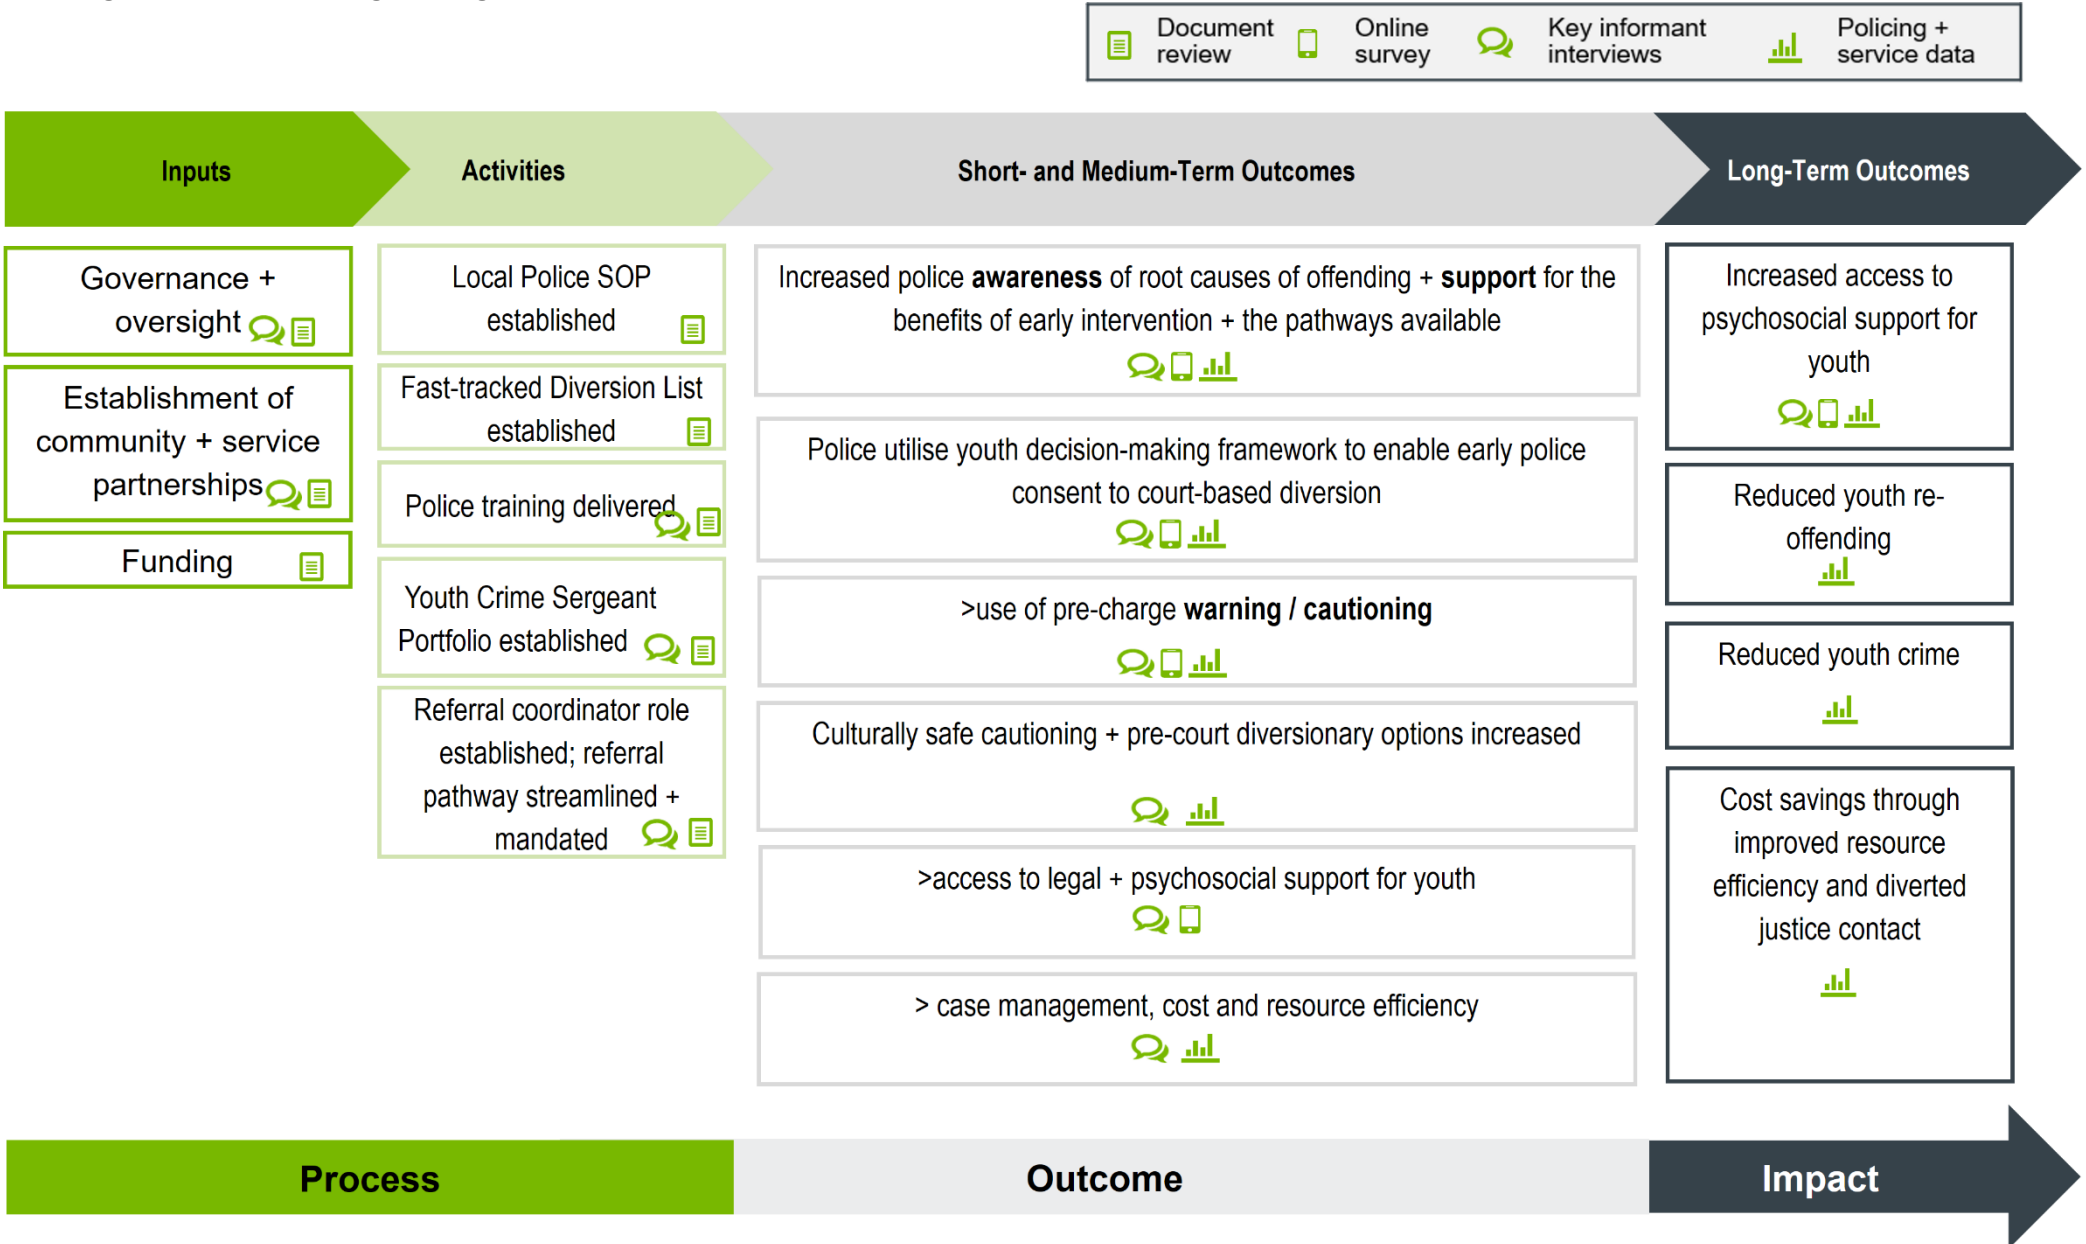 Document
review
Online
survey
Key informant
interviews
Policing +
service data
Inputs
Activities
Short- and Medium-Term Outcomes
Long-Term Outcomes
Governance +
oversight
Establishment of
community + service
partnerships
Funding
Local Police SOP
established
Fast-tracked Diversion List
established
Police training delivered
Youth Crime Sergeant
Portfolio established
Referral coordinator role
established; referral
pathway streamlined +
mandated
Increased police awareness of root causes of offending + support for the
benefits of early intervention + the pathways available
Police utilise youth decision-making framework to enable early police
consent to court-based diversion
>use of pre-charge warning / cautioning
Culturally safe cautioning + pre-court diversionary options increased
>access to legal + psychosocial support for youth
> case management, cost and resource efficiency
Increased access to
psychosocial support for
youth
Reduced youth re-
offending
Reduced youth crime
Cost savings through
improved resource
efficiency and diverted
justice contact
Process
Outcome
Impact